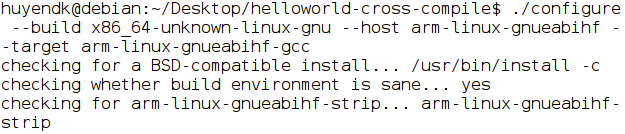 huyendk@debian:~/Desktop/helloworld-cross-compile$ ./configure
 --build x86_64-unknown-linux-gnu --host arm-linux-gnueabihf -
-target arm-linux-gnueabihf-gcc
checking for a BSD-compatible install... /usr/bin/install -c
checking whether build environment is sane... yes
checking for arm-linux-gnueabihf-strip... arm-linux-gnueabihf-
strip